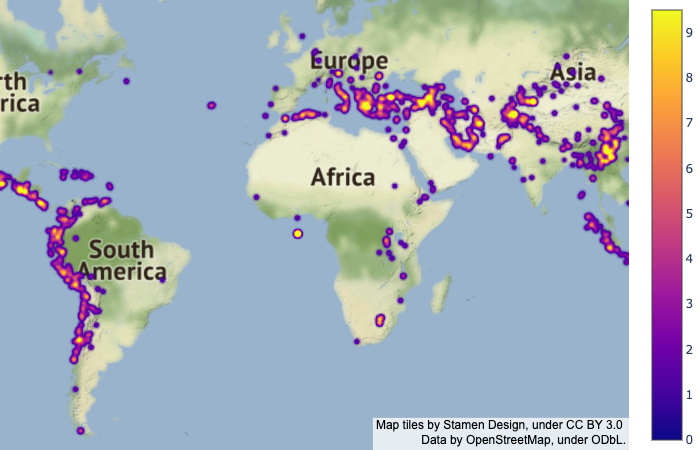 Europe
Asia
rth
rica
Africa
South
America
9
8
7
6
5
4
3
2
1
0
Map tiles by Stamen Design, under CC BY 3.0
Data by OpenStreetMap, under ODbL.